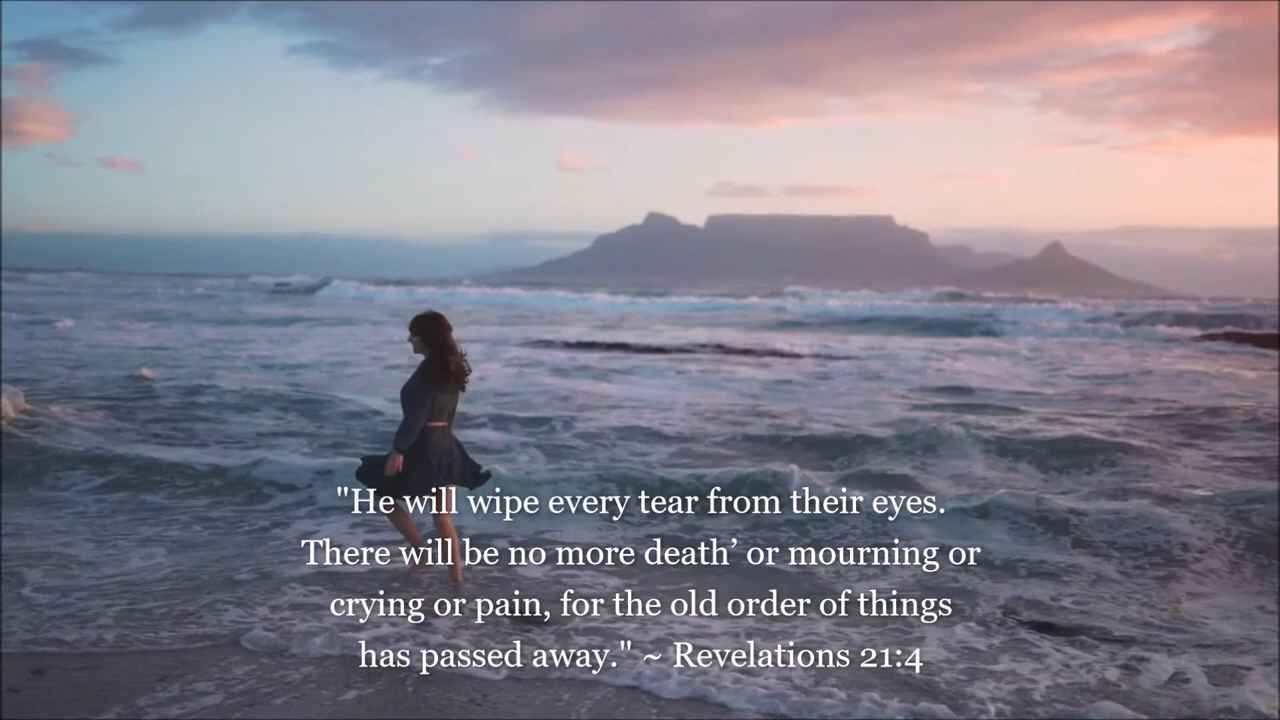 "He will wipe every tear from their eyes.
There will be no more death’ or mourning or
crying or pain, for the old order of things
has passed away." ~ Revelations 21:4